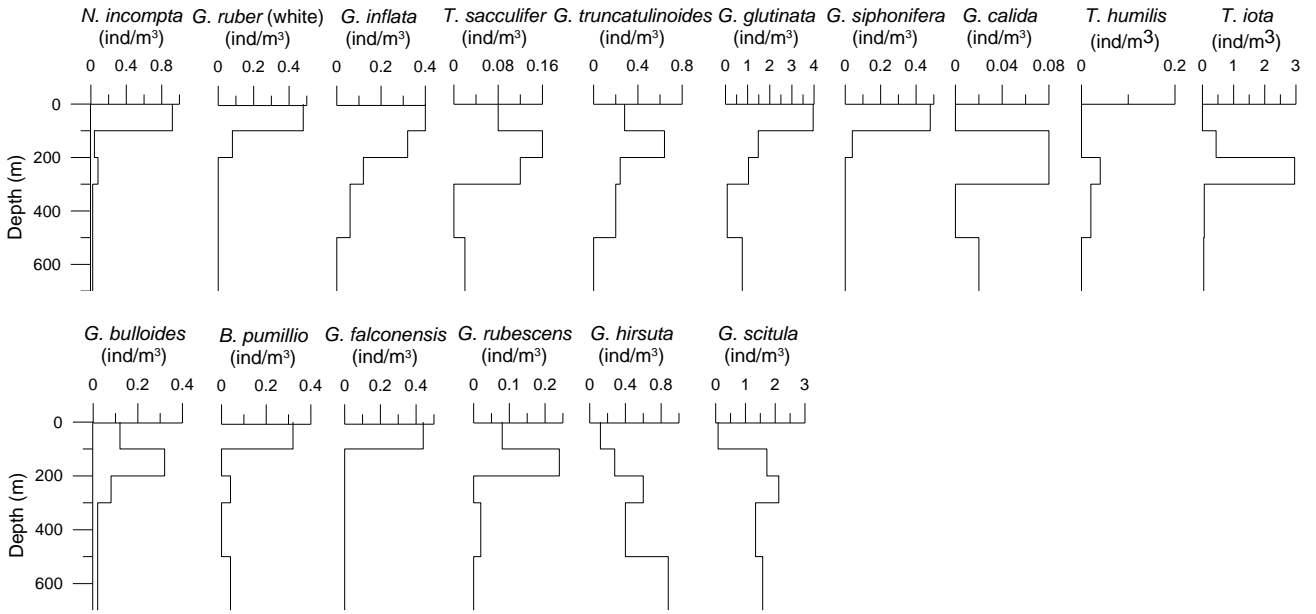 N. incompta G. ruber (white) G. inflata T. sacculifer G. truncatulinoides G. glutinata G. siphonifera G. calida T. humilis T. iota
(ind/m³) (ind/m³) (ind/m³) (ind/m³) (ind/m³) (ind/m³) (ind/m³) (ind/m³) (ind/m³) (ind/m³)
0 0.4 0.8 0 0.2 0.4 0 0.2 0.4 0 0.08 0.16 0 0.4 0.8 0 1 2 3 4 0 0.2 0.4 0 0.04 0.08 0 0.2 0 1 2 3
0
200
400
600
Depth (m)
G. bulloides B. pumillio G. falconensis G. rubescens G. hirsuta G. scitula
(ind/m³) (ind/m³) (ind/m³) (ind/m³) (ind/m³) (ind/m³)
0 0.2 0.4 0 0.2 0.4 0 0.2 0.4 0 0.1 0.2 0 0.4 0.8 0 1 2 3
0
200
400
600
Depth (m)